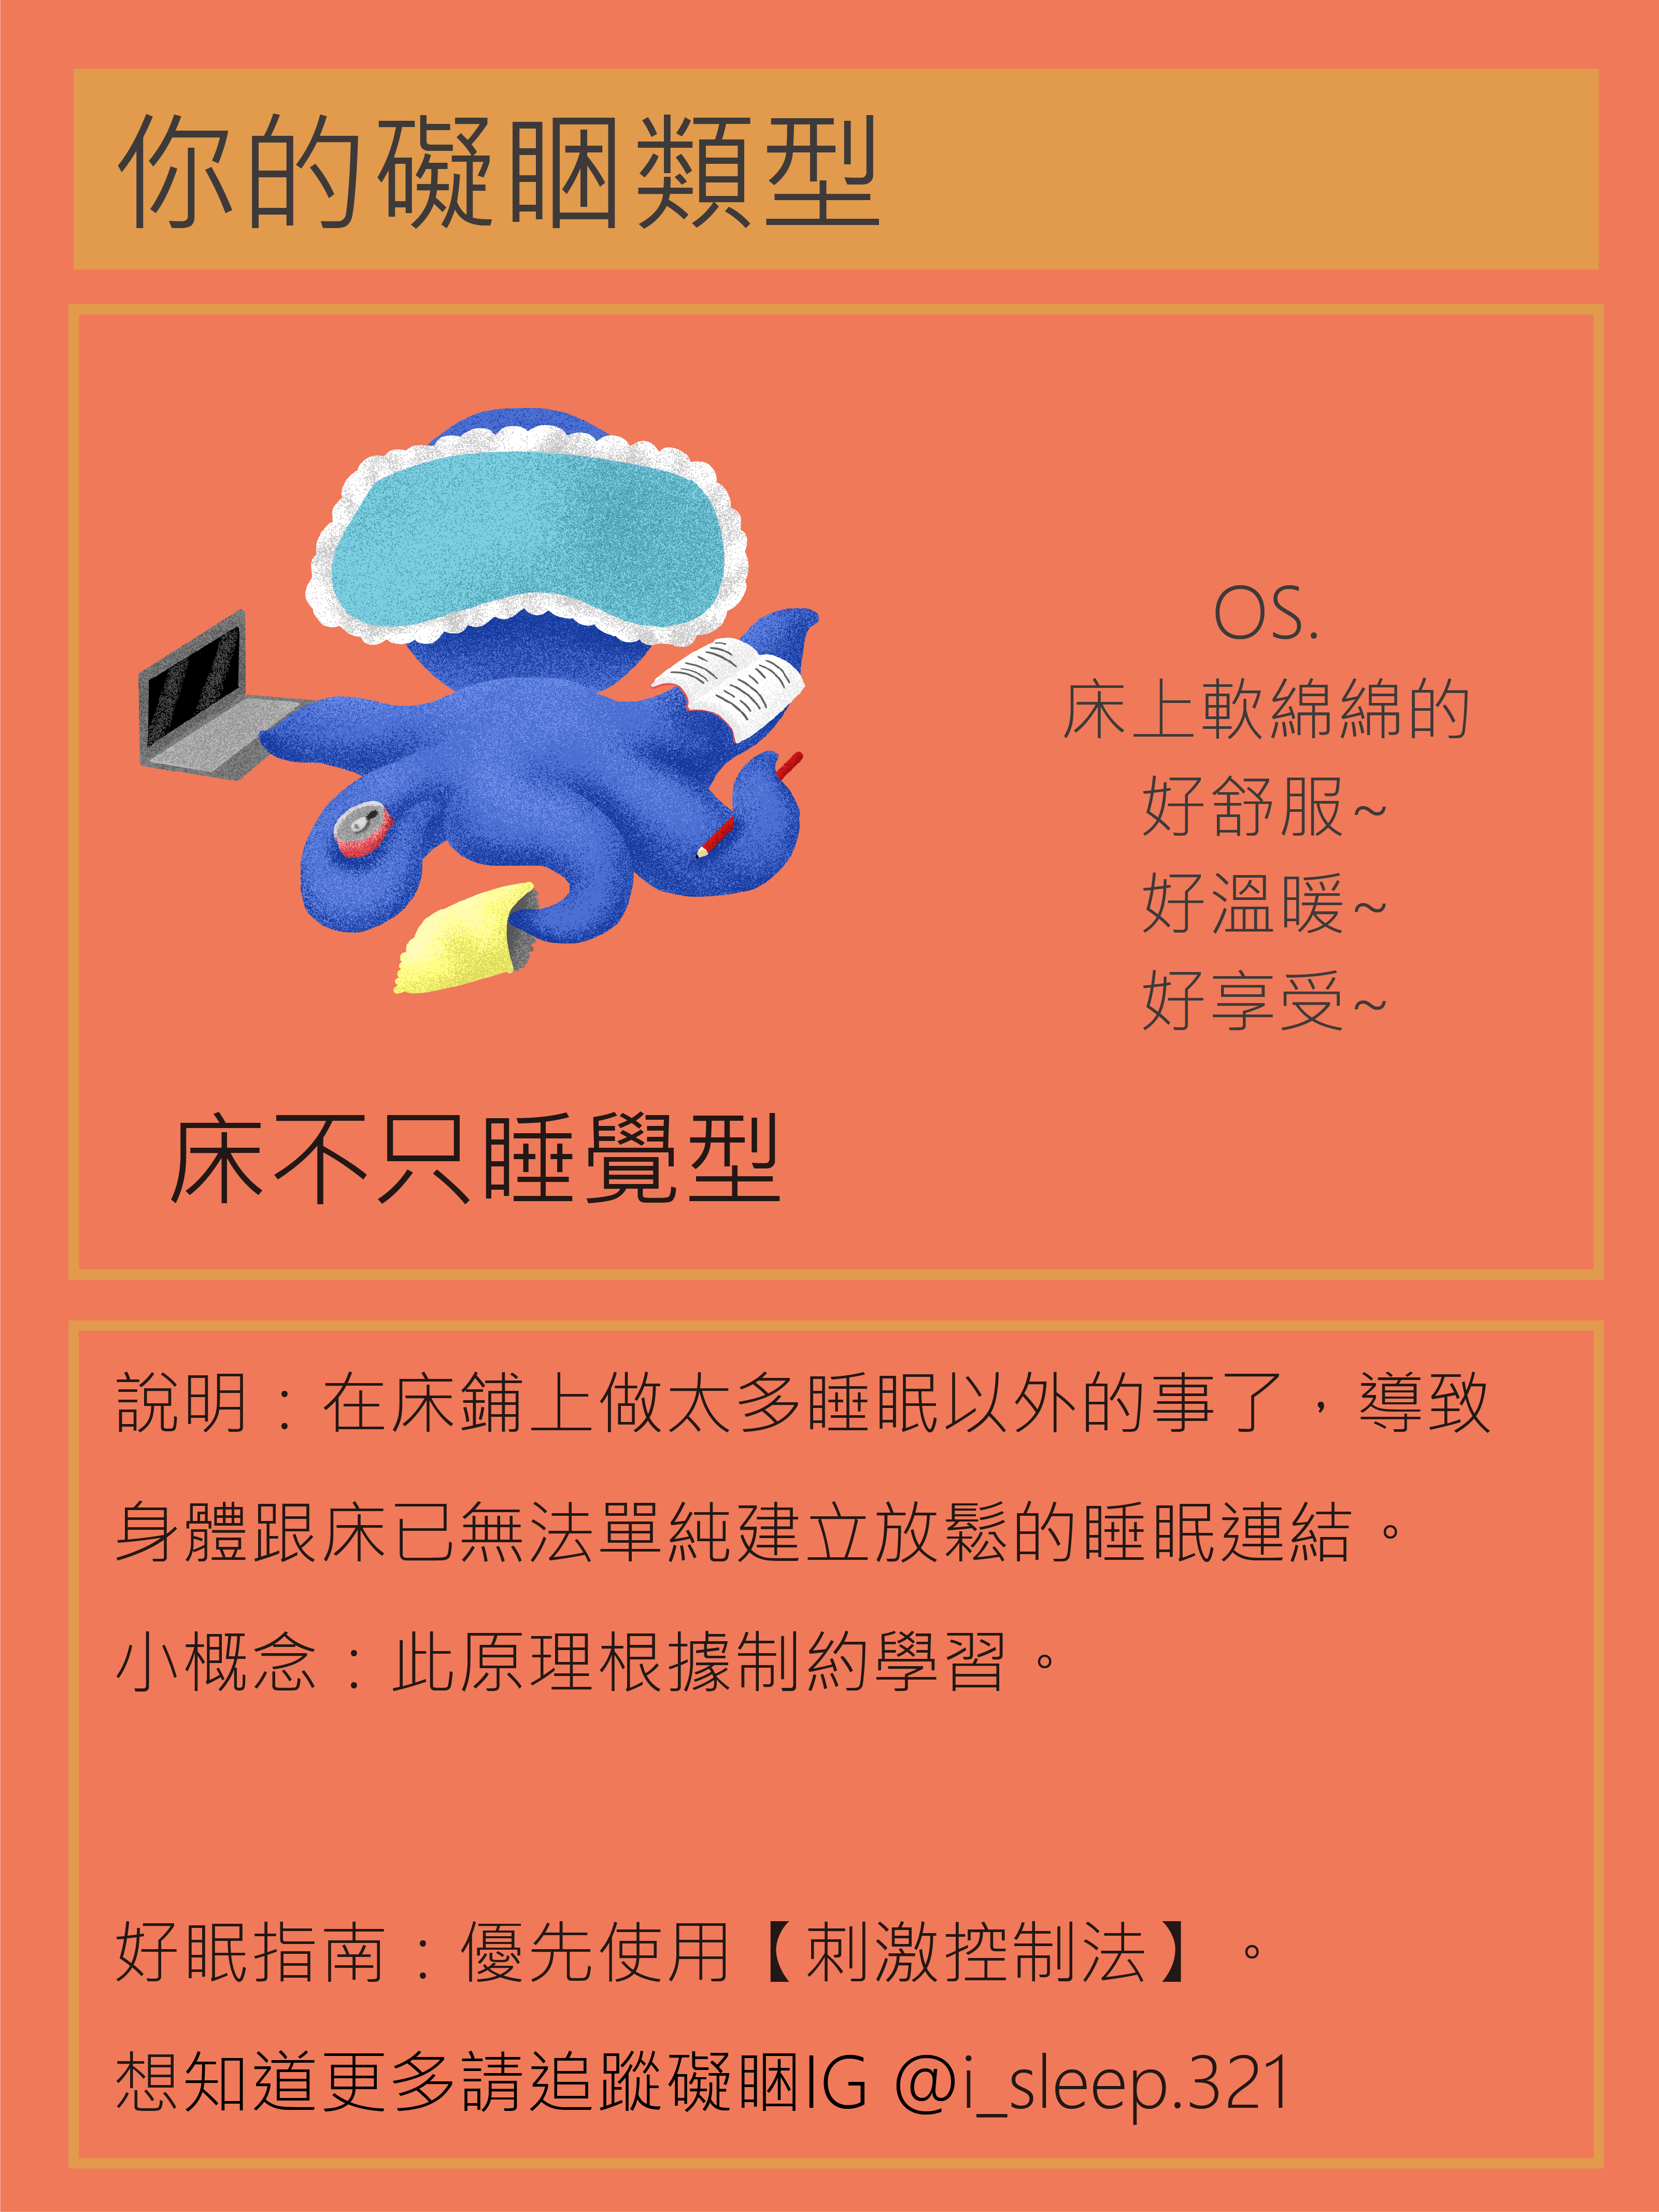 你的礙睏類型
OS.
床上軟綿綿的
好舒服~
好溫暖~
好享受~
床不只睡覺型
說明：在床鋪上做太多睡眠以外的事了，導致
身體跟床已無法單純建立放鬆的睡眠連結。
小概念：此原理根據制約學習。
好眠指南：優先使用【刺激控制法】。
想知道更多請追蹤礙睏IG @i_sleep.321